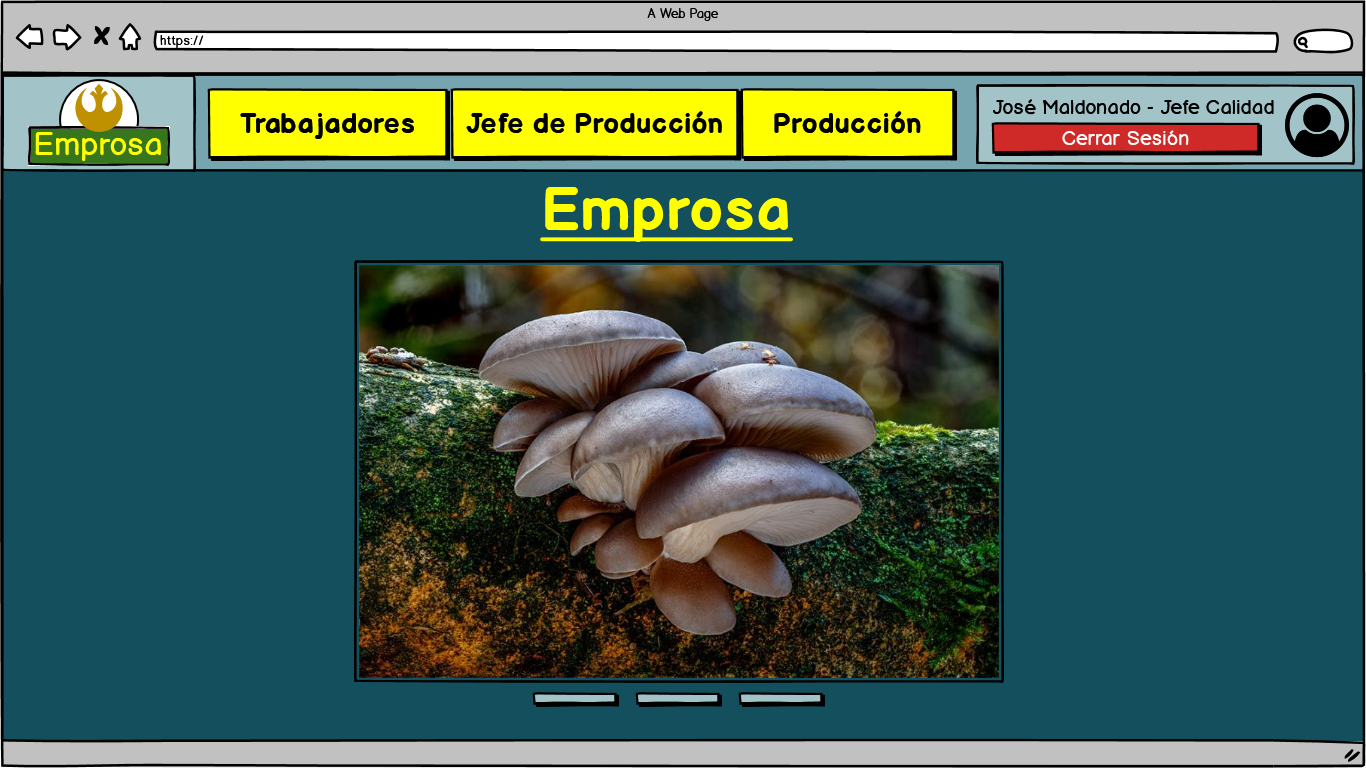 A Web Page
https://
Emprosa
Trabajadores
Jefe de Producción
Producción
José Maldonado - Jefe Calidad
Cerrar Sesión
Emprosa